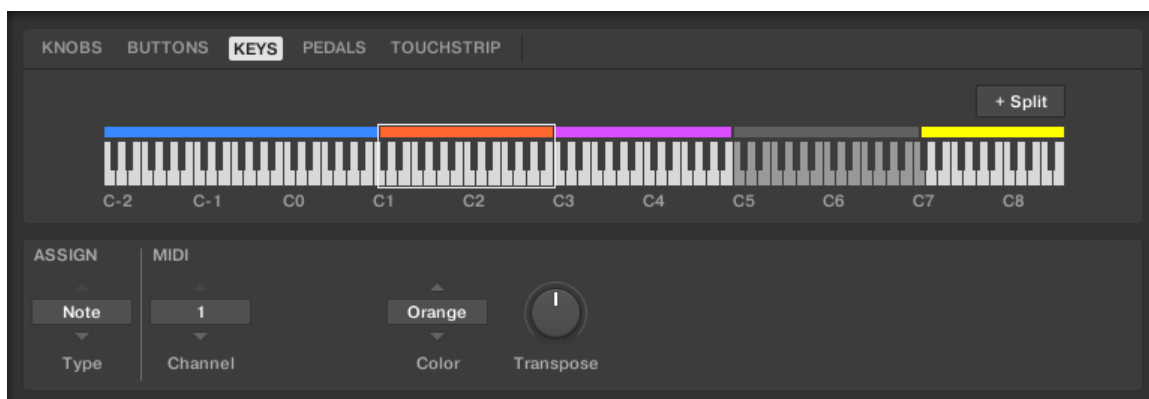 KNOBS BUTTONS KEYS PEDALS TOUCHSTRIP
+ Split
C-2 C-1 C0 C1 C2 C3 C4 C5 C6 C7 C8
ASSIGN MIDI
Note 1 Orange
Type Channel Color Transpose